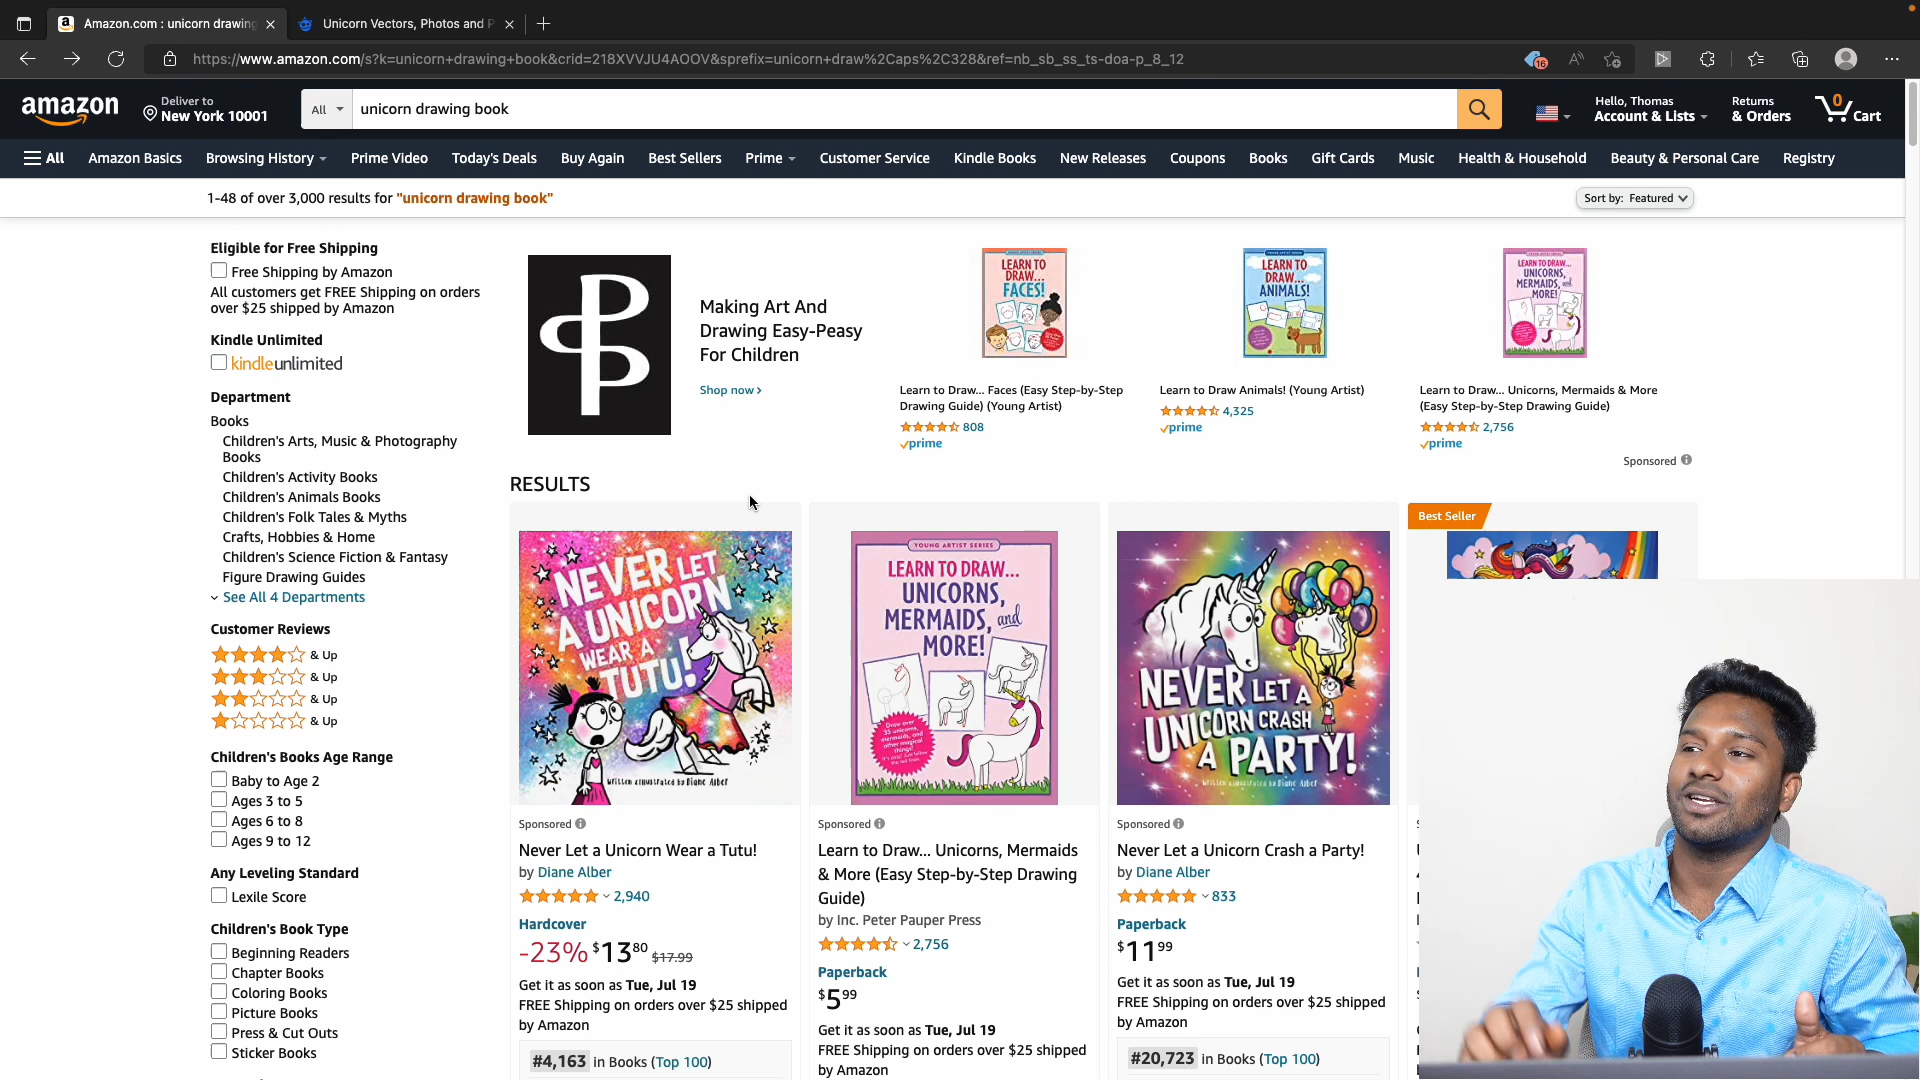 Amazon.com : unicorn drawing
Unicorn Vectors, Photos and P
https://www.amazon.com/s?k=unicorn+drawing+book&crid=218XVVJU4AOOV&sprefix=unicorn+draw%2Caps%2C328&ref=nb_sb_ss_ts-doa-p_8_12
16
amazon
Deliver to
New York 10001
All
unicorn drawing book
Hello, Thomas
Account & Lists
Returns
& Orders
0
Cart
All
Amazon Basics
Browsing History
Prime Video
Today's Deals
Buy Again
Best Sellers
Prime
Customer Service
Kindle Books
New Releases
Coupons
Books
Gift Cards
Music
Health & Household
Beauty & Personal Care
Registry
1-48 of over 3,000 results for "unicorn drawing book"
Sort by: Featured
Eligible for Free Shipping
Free Shipping by Amazon
All customers get FREE Shipping on orders
over $25 shipped by Amazon
Kindle Unlimited
kindleunlimited
Department
Books
Children's Arts, Music & Photography
Books
Children's Activity Books
Children's Animals Books
Children's Folk Tales & Myths
Crafts, Hobbies & Home
Children's Science Fiction & Fantasy
Figure Drawing Guides
See All 4 Departments
Customer Reviews
& Up
& Up
& Up
& Up
Children's Books Age Range
Baby to Age 2
Ages 3 to 5
Ages 6 to 8
Ages 9 to 12
Any Leveling Standard
Lexile Score
Children's Book Type
Beginning Readers
Chapter Books
Coloring Books
Picture Books
Press & Cut Outs
Sticker Books
Making Art And
Drawing Easy-Peasy
For Children
Shop now ›
LEARN TO
DRAW...
FACES!
Learn to Draw... Faces (Easy Step-by-Step
Drawing Guide) (Young Artist)
808
prime
LEARN TO
DRAW...
ANIMALS!
Learn to Draw Animals! (Young Artist)
4,325
prime
LEARN TO DRAW...
UNICORNS,
MERMAIDS, and
MORE!
Learn to Draw... Unicorns, Mermaids & More
(Easy Step-by-Step Drawing Guide)
2,756
prime
Sponsored
RESULTS
NEVER LET
A UNICORN
WEAR A
TUTU!
Written & Illustrated by Diane Alber
Sponsored
Never Let a Unicorn Wear a Tutu!
by Diane Alber
2,940
Hardcover
-23% $13 80 $17.99
Get it as soon as Tue, Jul 19
FREE Shipping on orders over $25 shipped
by Amazon
#4,163 in Books (Top 100)
YOUNG ARTIST SERIES
LEARN TO DRAW...
UNICORNS,
MERMAIDS, and
MORE!
Draw over
35 unicorns,
mermaids, and
other magical
things!
Sponsored
Learn to Draw... Unicorns, Mermaids
& More (Easy Step-by-Step Drawing
Guide)
by Inc. Peter Pauper Press
2,756
Paperback
$5 99
Get it as soon as Tue, Jul 19
FREE Shipping on orders over $25 shipped
by Amazon
NEVER LET A
UNICORN CRASH
A PARTY!
Written & Illustrated by Diane Alber
Sponsored
Never Let a Unicorn Crash a Party!
by Diane Alber
833
Paperback
$11 99
Get it as soon as Tue, Jul 19
FREE Shipping on orders over $25 shipped
by Amazon
#20,723 in Books (Top 100)
Best Seller